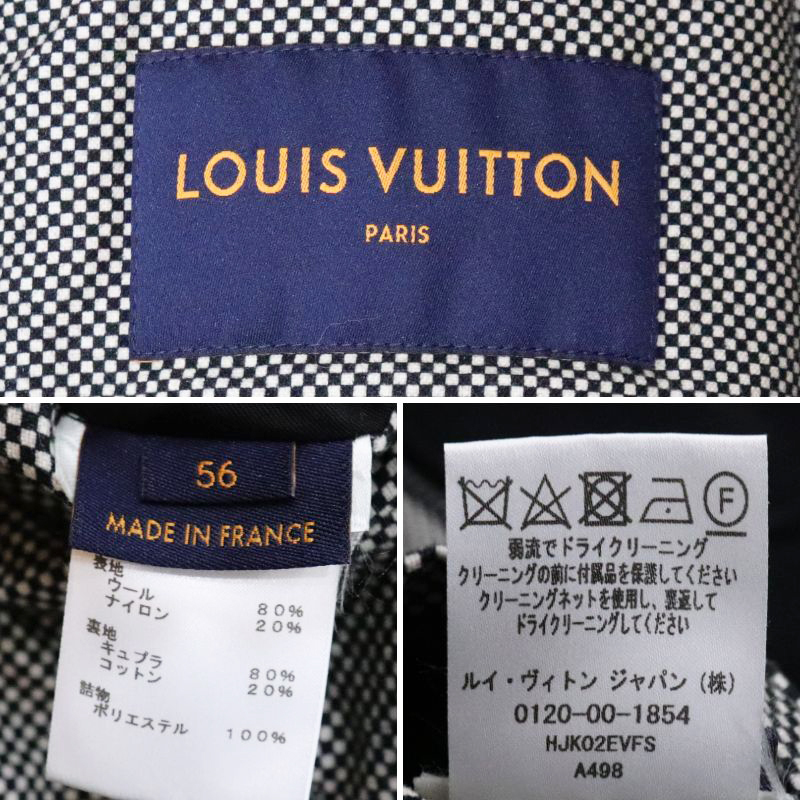 LOUIS VUITTON
PARIS
56
MADE IN FRANCE
表地
ウール 80%
ナイロン 20%
裏地
キュプラ 80%
コットン 20%
詰物
ポリエステル 100%
F
弱流でドライクリーニング
クリーニングの前に付属品を保護してください
クリーニングネットを使用し、裏返して
ドライクリーニングしてください
ルイ・ヴィトン ジャパン (株)
0120-00-1854
HJK02EVFS
A498